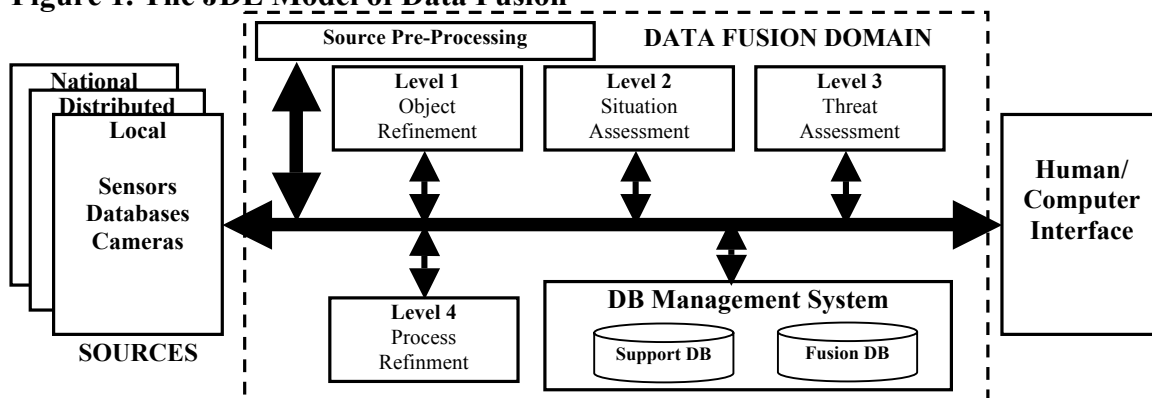 Figure 1: The JDL Model of Data Fusion
Source Pre-Processing
DATA FUSION DOMAIN
National
Distributed
Local
Sensors
Databases
Cameras
SOURCES
Level 1
Object
Refinement
Level 2
Situation
Assessment
Level 3
Threat
Assessment
Human/
Computer
Interface
Level 4
Process
Refinment
DB Management System
Support DB
Fusion DB